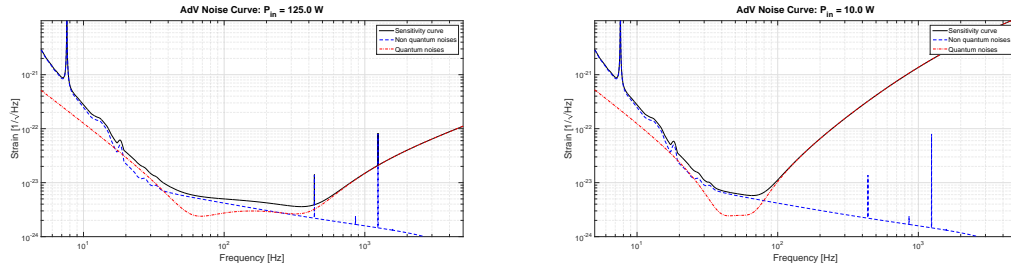 AdV Noise Curve: P_in = 125.0 W
Sensitivity curve
Non quantum noises
Quantum noises
Strain [1/√Hz]
10^-21
10^-22
10^-23
10^-24
10^1
10^2
10^3
Frequency [Hz]
AdV Noise Curve: P_in = 10.0 W
Sensitivity curve
Non quantum noises
Quantum noises
Strain [1/√Hz]
10^-21
10^-22
10^-23
10^-24
10^1
10^2
10^3
Frequency [Hz]